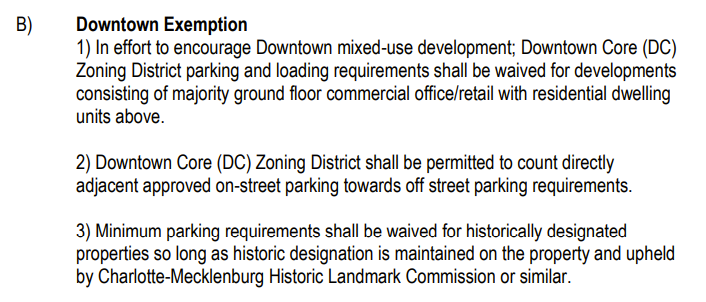 B) Downtown Exemption
1) In effort to encourage Downtown mixed-use development; Downtown Core (DC)
Zoning District parking and loading requirements shall be waived for developments
consisting of majority ground floor commercial office/retail with residential dwelling
units above.
2) Downtown Core (DC) Zoning District shall be permitted to count directly
adjacent approved on-street parking towards off street parking requirements.
3) Minimum parking requirements shall be waived for historically designated
properties so long as historic designation is maintained on the property and upheld
by Charlotte-Mecklenburg Historic Landmark Commission or similar.